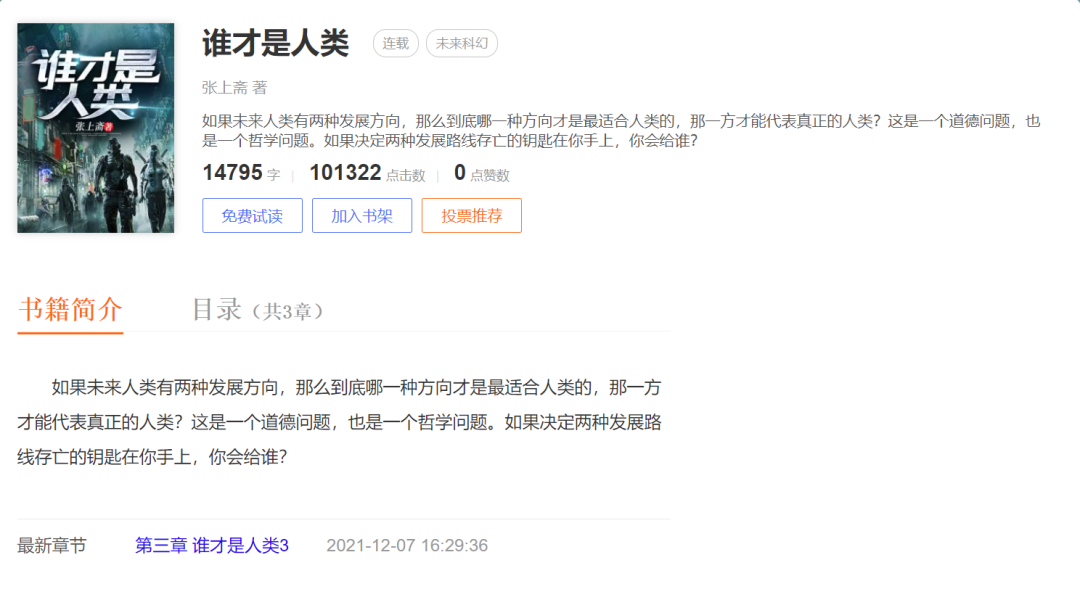 谁才是
人类
张上斋 著
谁才是人类 连载 未来科幻
张上斋 著
如果未来人类有两种发展方向，那么到底哪一种方向才是最适合人类的，那一方才能代表真正的人类？这是一个道德问题，也
是一个哲学问题。如果决定两种发展路线存亡的钥匙在你手上，你会给谁？
14795 字 | 101322 点击数 | 0 点赞数
免费试读 加入书架 投票推荐
书籍简介 目录（共3章）
如果未来人类有两种发展方向，那么到底哪一种方向才是最适合人类的，那一方
才能代表真正的人类？这是一个道德问题，也是一个哲学问题。如果决定两种发展路
线存亡的钥匙在你手上，你会给谁？
最新章节 第三章 谁才是人类3 2021-12-07 16:29:36